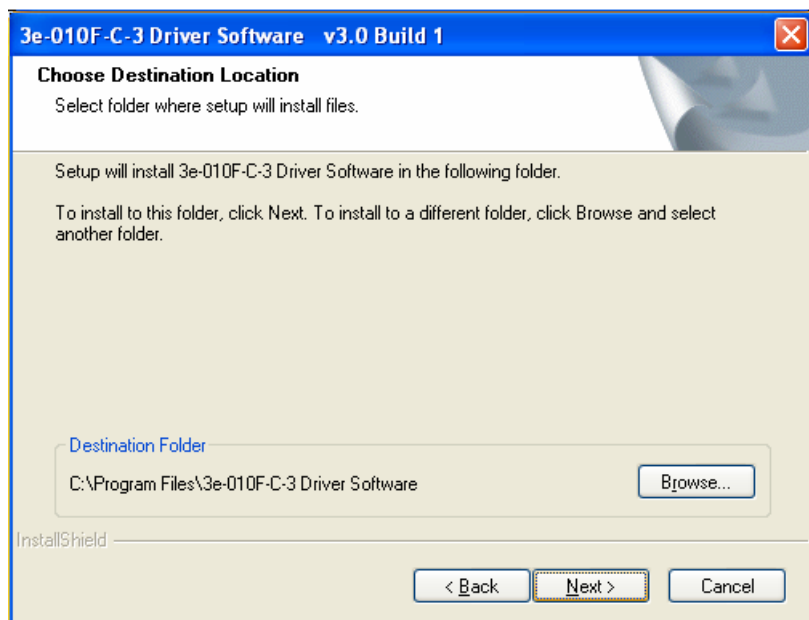 3e-010F-C-3 Driver Software v3.0 Build 1
Choose Destination Location
Select folder where setup will install files.
Setup will install 3e-010F-C-3 Driver Software in the following folder.
To install to this folder, click Next. To install to a different folder, click Browse and select
another folder.
Destination Folder
C:\Program Files\3e-010F-C-3 Driver Software
Browse...
InstallShield
< Back
Next >
Cancel